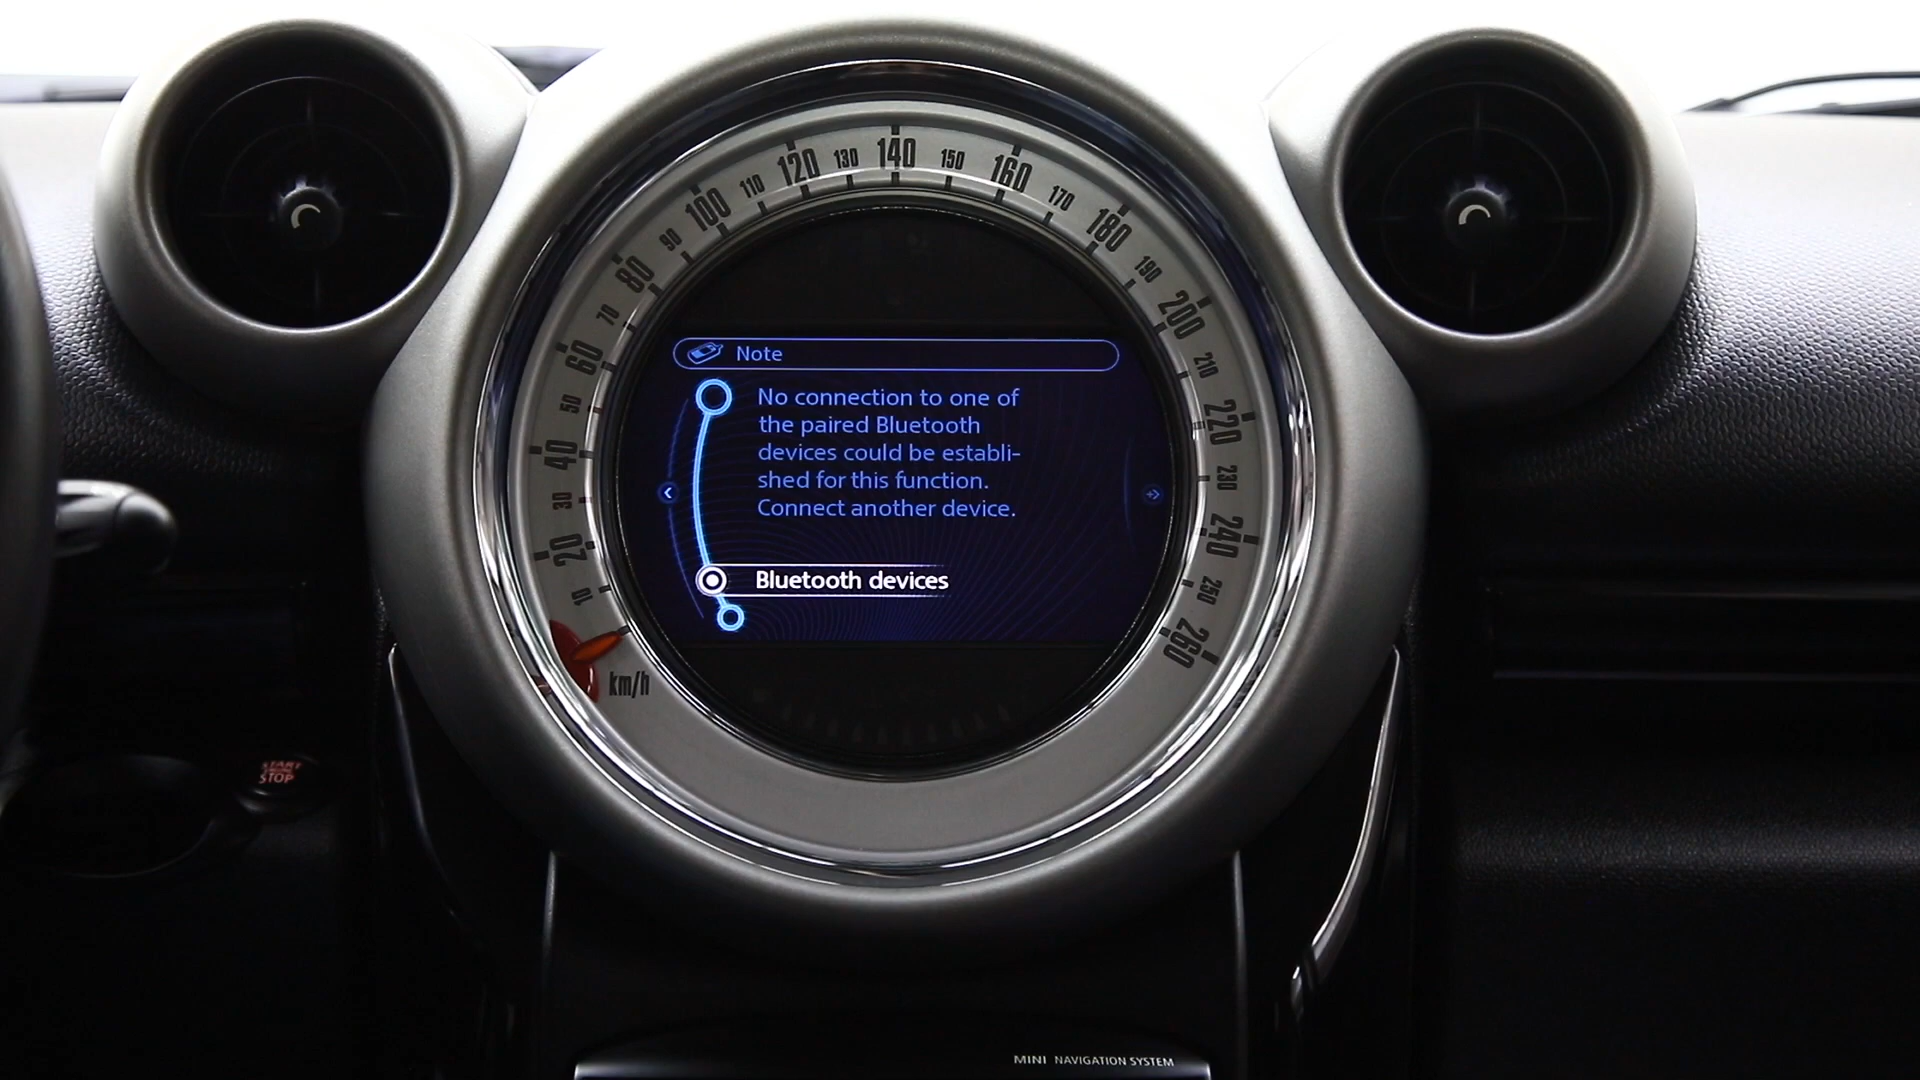 10
20
30
40
50
60
70
80
90
100
110
120
130
140
150
160
170
180
190
200
210
220
230
240
250
260
km/h
Note
No connection to one of
the paired Bluetooth
devices could be establi-
shed for this function.
Connect another device.
Bluetooth devices
START
STOP
MINI NAVIGATION SYSTEM